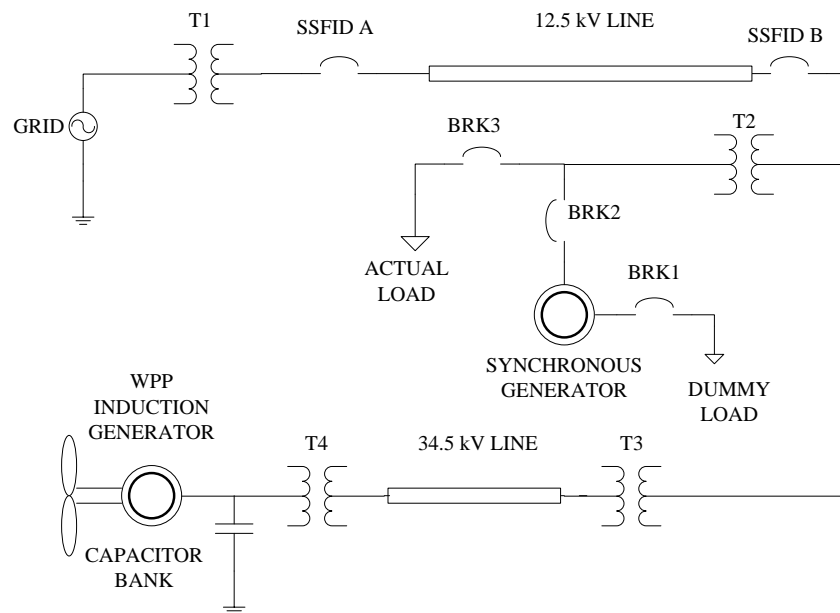 T1
SSFID A
12.5 kV LINE
SSFID B
GRID
BRK3
T2
BRK2
ACTUAL
LOAD
BRK1
SYNCHRONOUS
GENERATOR
DUMMY
LOAD
WPP
INDUCTION
GENERATOR
T4
34.5 kV LINE
T3
CAPACITOR
BANK